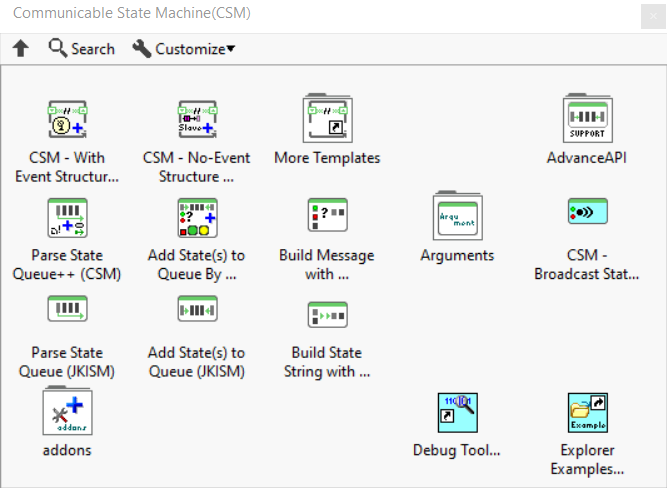 Communicable State Machine(CSM)
Search Customize
CSM - With
Event Structur...
CSM - No-Event
Structure ...
More Templates
SUPPORT
AdvanceAPI
Slave
Parse State
Queue++ (CSM)
Add State(s) to
Queue By ...
Build Message
with ...
Argu
ment
Arguments
CSM -
Broadcast Stat...
Parse State
Queue (JKISM)
Add State(s) to
Queue (JKISM)
Build State
String with ...
addons
addons
Debug Tool...
Example
Explorer
Examples...